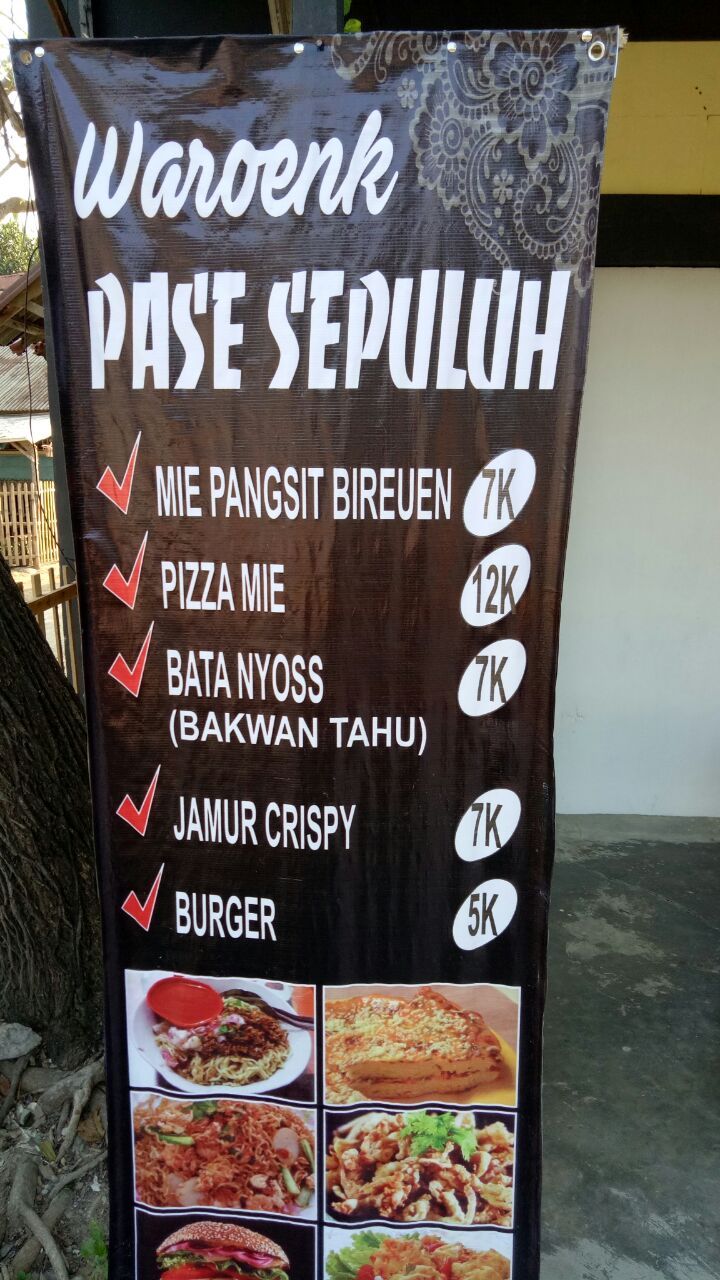 Waroenk
PASE SEPULUH
MIE PANGSIT BIREUEN 7K
PIZZA MIE 12K
BATA NYOSS 7K
(BAKWAN TAHU)
JAMUR CRISPY 7K
BURGER 5K